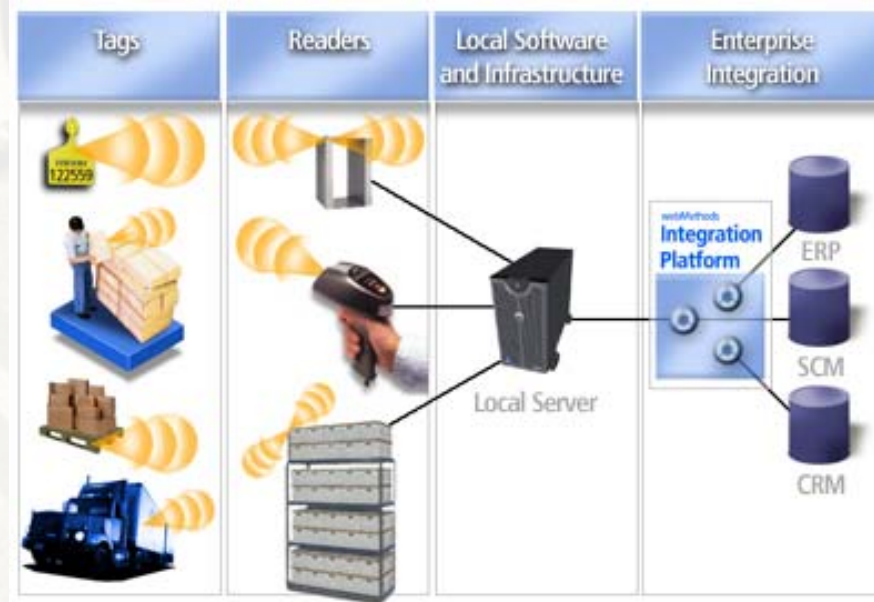 Tags
Readers
Local Software
and Infrastructure
Enterprise
Integration
122559
webMethods
Integration
Platform
ERP
SCM
CRM
Local Server